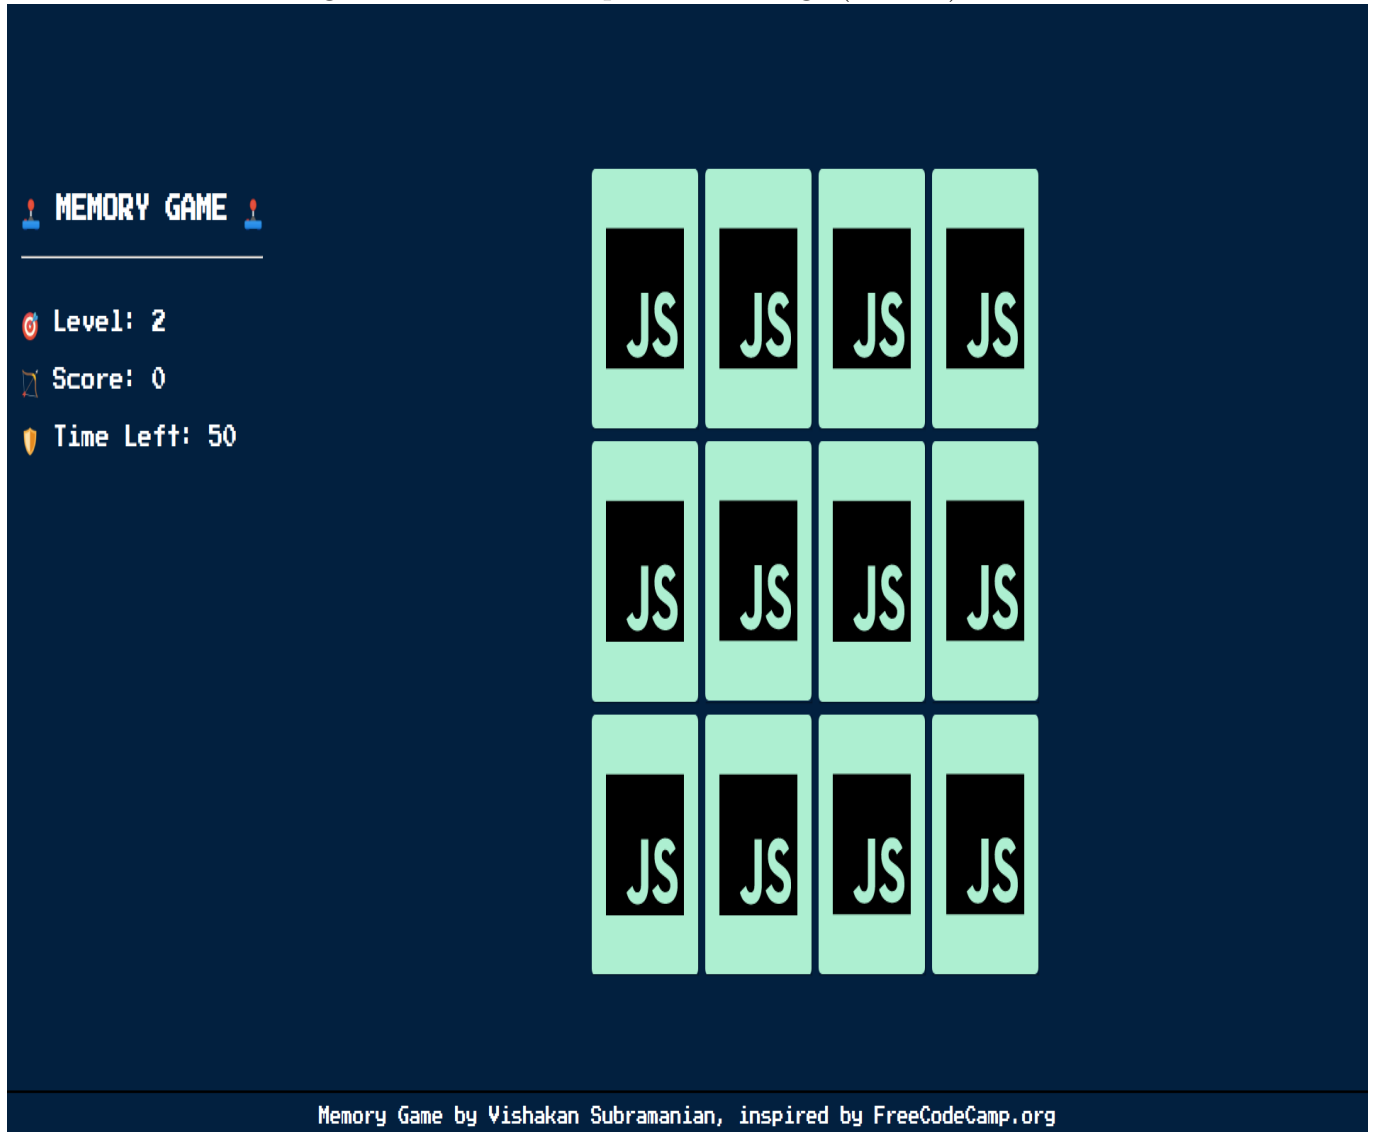 MEMORY GAME
Level: 2
Score: 0
Time Left: 50
JS JS JS JS
JS JS JS JS
JS JS JS JS
Memory Game by Vishakan Subramanian, inspired by FreeCodeCamp.org